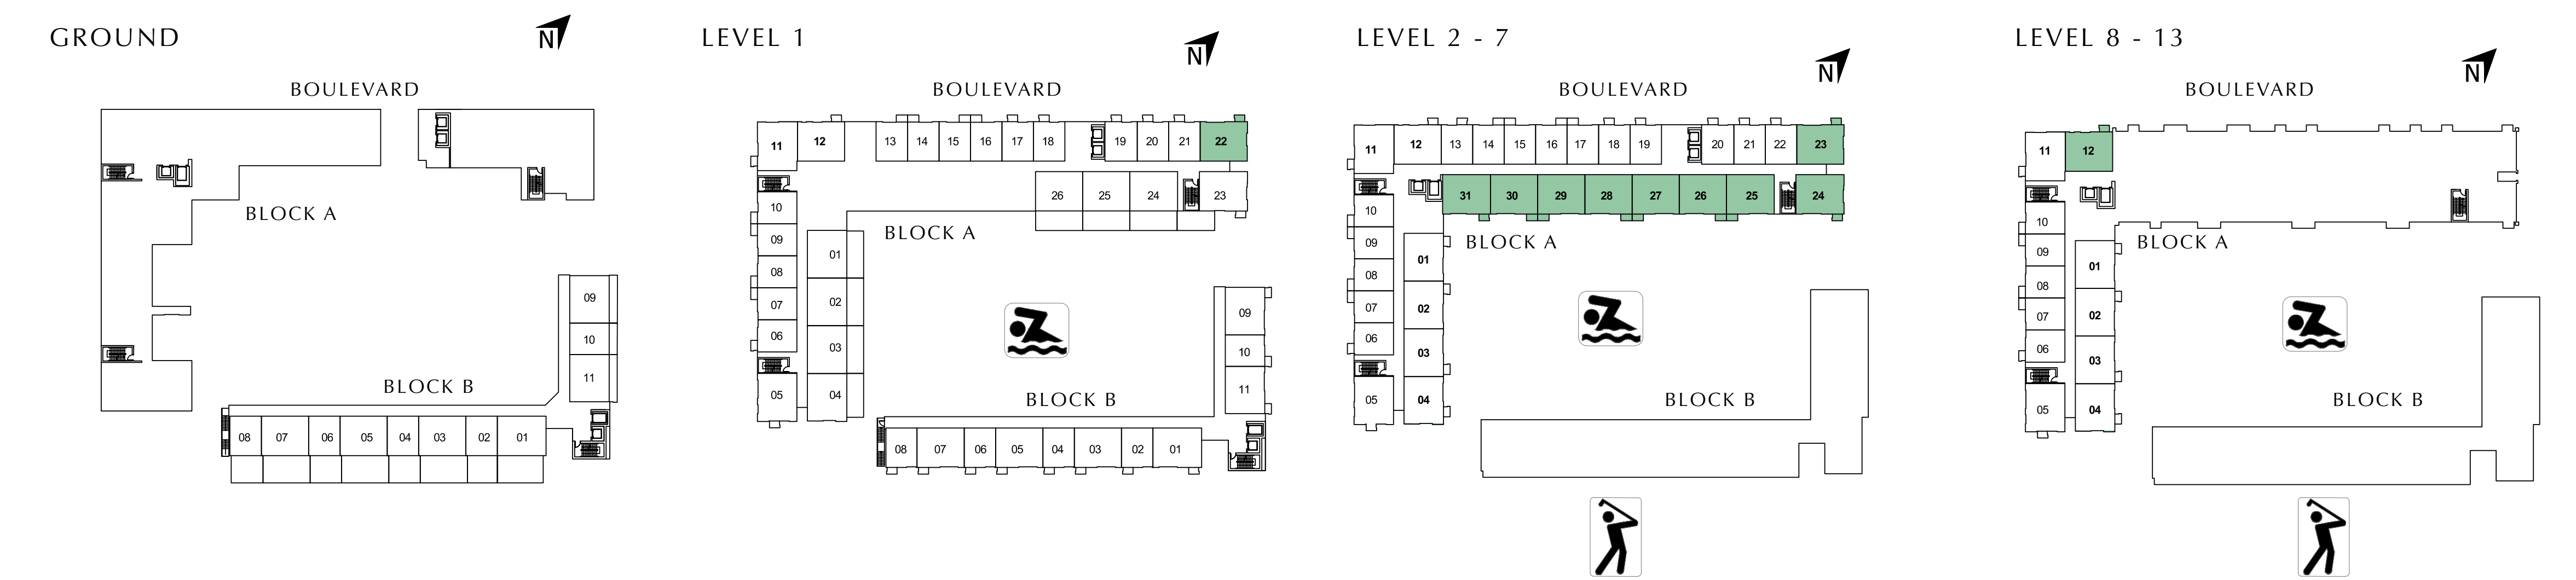 GROUND
N
BOULEVARD
BLOCK A
09
10
11
BLOCK B
08 07 06 05 04 03 02 01
LEVEL 1
N
BOULEVARD
11 12 13 14 15 16 17 18 19 20 21 22
26 25 24 23
10
BLOCK A
09
01
08
02
07
09
06
03
10
05
04
11
BLOCK B
08 07 06 05 04 03 02 01
LEVEL 2 - 7
N
BOULEVARD
11 12 13 14 15 16 17 18 19 20 21 22 23
31 30 29 28 27 26 25 24
10
09
BLOCK A
01
08
07
02
06
03
05
04
BLOCK B
LEVEL 8 - 13
N
BOULEVARD
11 12
10
BLOCK A
09
01
08
07
02
06
03
05
04
BLOCK B